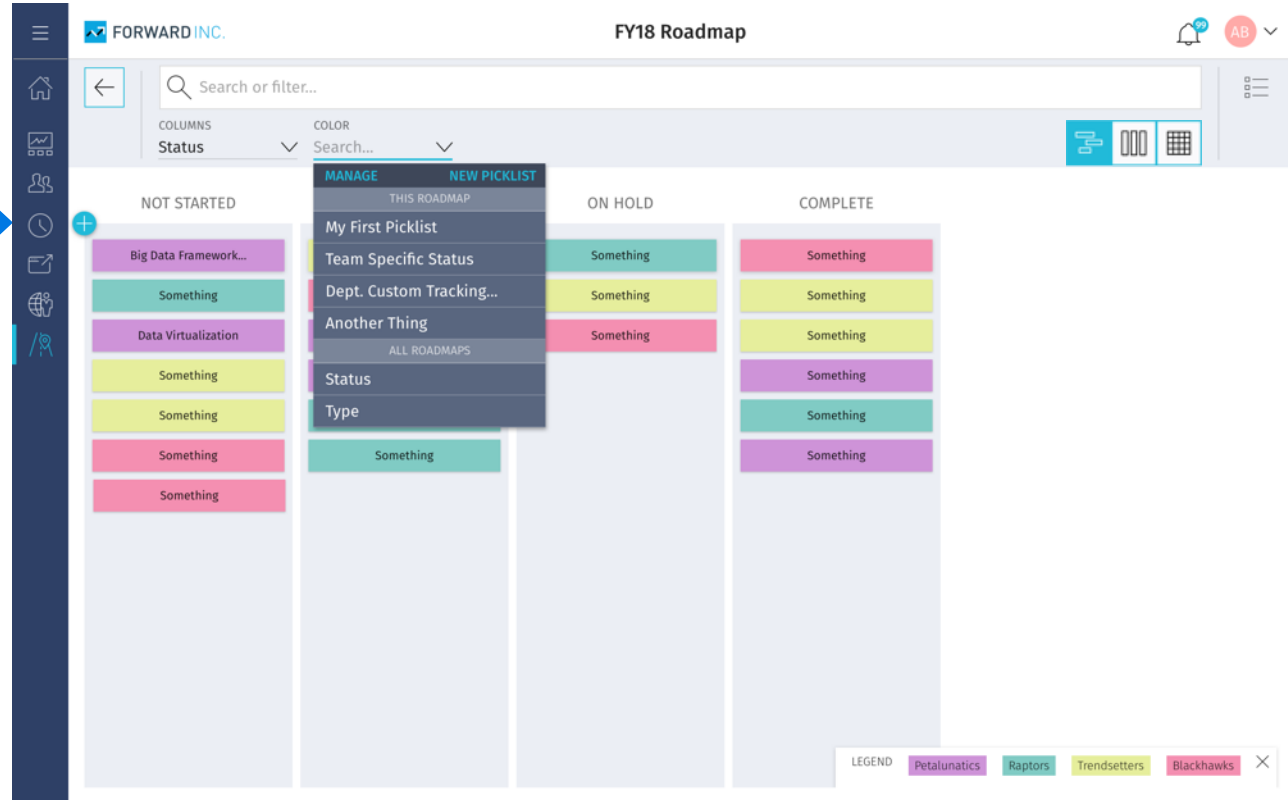 FORWARD INC.
FY18 Roadmap
99
AB
Search or filter...
COLUMNS
Status
COLOR
Search...
MANAGE NEW PICKLIST
THIS ROADMAP
My First Picklist
Team Specific Status
Dept. Custom Tracking...
Another Thing
ALL ROADMAPS
Status
Type
NOT STARTED
Big Data Framework...
Something
Data Virtualization
Something
Something
Something
Something
Something
ON HOLD
Something
Something
Something
COMPLETE
Something
Something
Something
Something
Something
Something
LEGEND Petalunatics Raptors Trendsetters Blackhawks